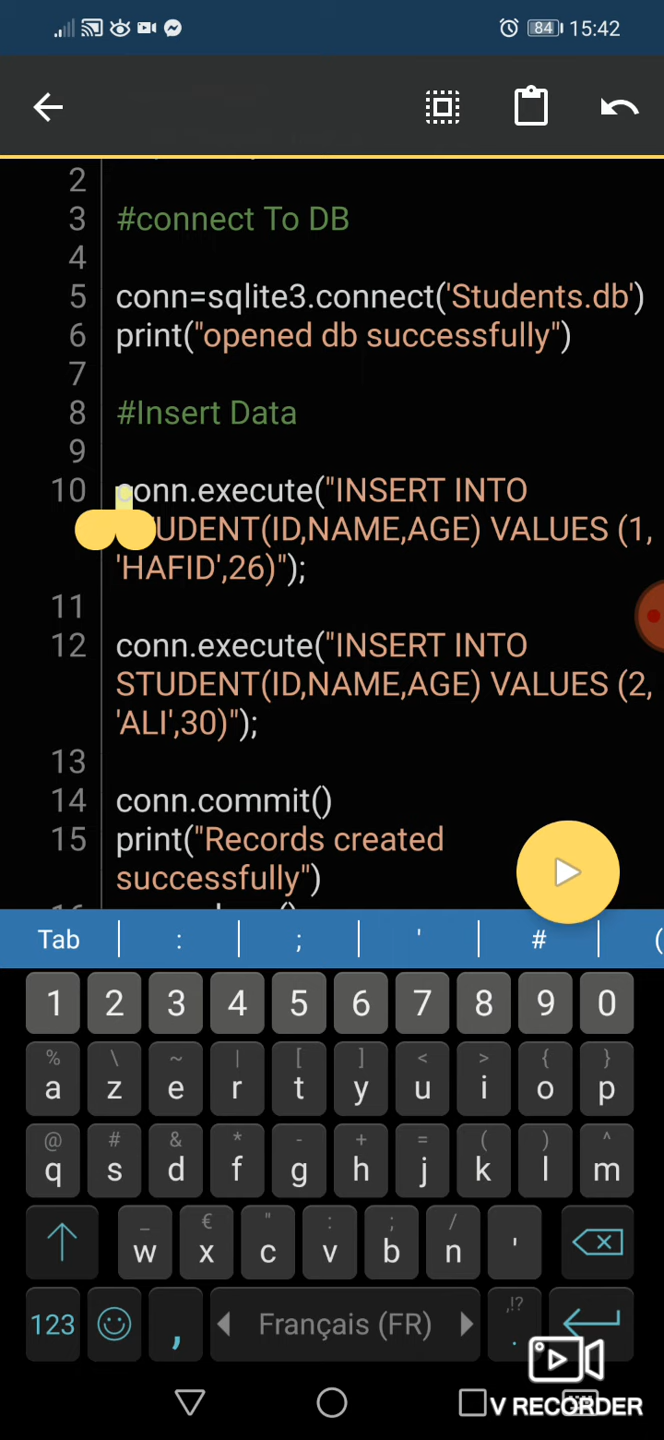 84 15:42
2
3 #connect To DB
4
5 conn=sqlite3.connect('Students.db')
6 print("opened db successfully")
7
8 #Insert Data
9
10 conn.execute("INSERT INTO
STUDENT(ID,NAME,AGE) VALUES (1,
'HAFID',26)");
11
12 conn.execute("INSERT INTO
STUDENT(ID,NAME,AGE) VALUES (2,
'ALI',30)");
13
14 conn.commit()
15 print("Records created
successfully")
Tab : ; ' # (
1 2 3 4 5 6 7 8 9 0
% \ ~ | [ ] < > { }
a z e r t y u i o p
@ # & * - + = ( ) ^
q s d f g h j k l m
_ € " : ; /
w x c v b n '
,!?
123 , Français (FR) .
V RECORDER